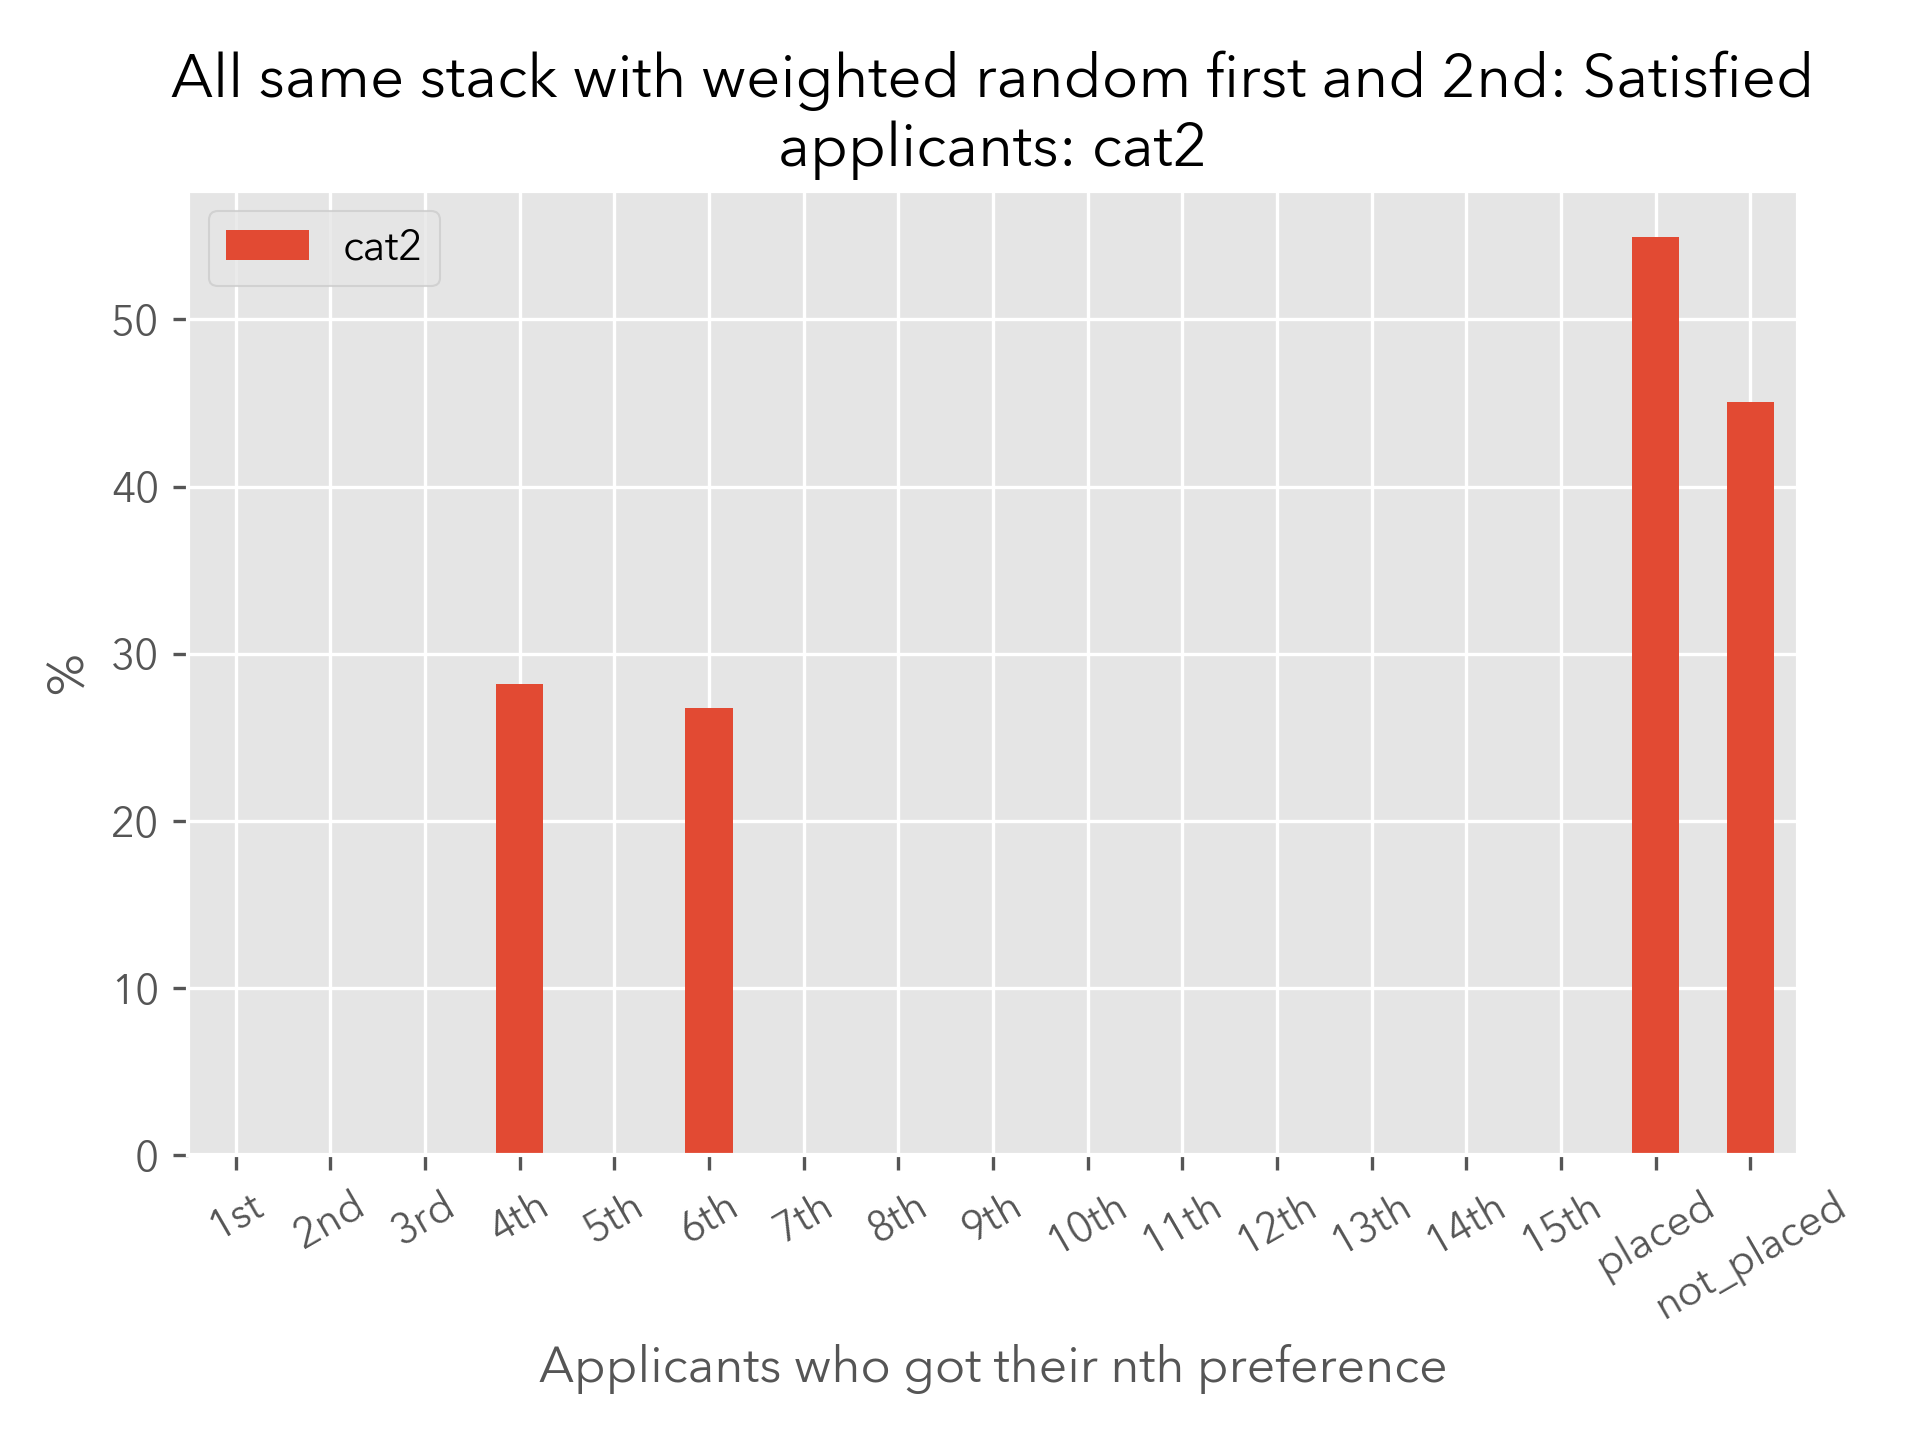 All same stack with weighted random first and 2nd: Satisfied
applicants: cat2
cat2
50
40
30
20
10
0
%
1st 2nd 3rd 4th 5th 6th 7th 8th 9th 10th 11th 12th 13th 14th 15th placed not_placed
Applicants who got their nth preference